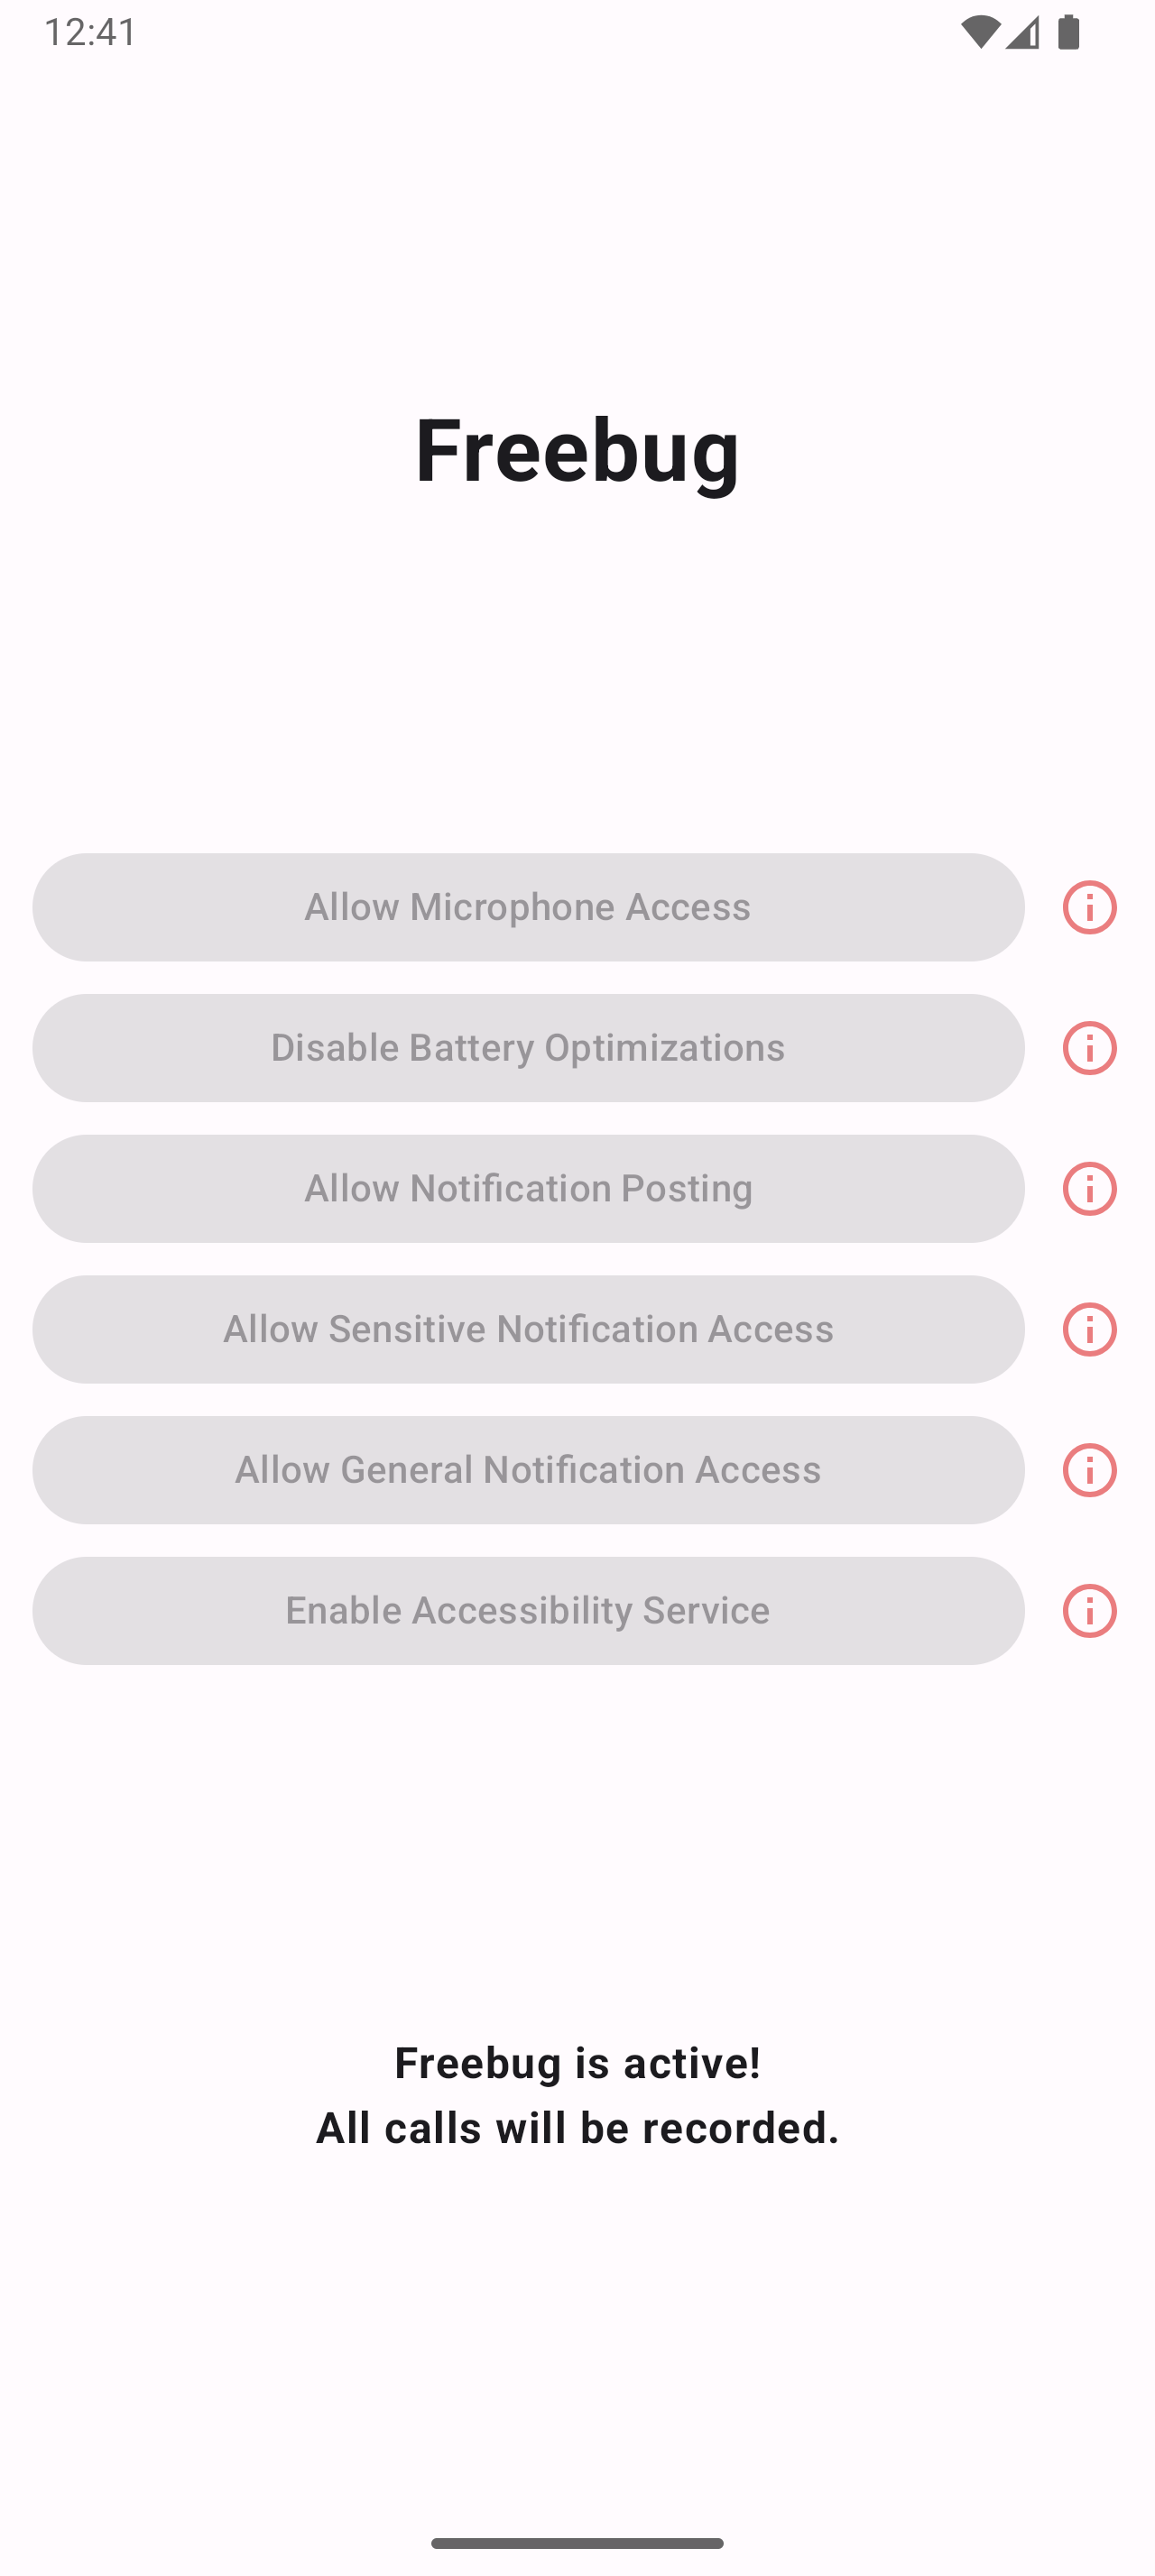 12:41
Freebug
Allow Microphone Access
Disable Battery Optimizations
Allow Notification Posting
Allow Sensitive Notification Access
Allow General Notification Access
Enable Accessibility Service
Freebug is active!
All calls will be recorded.